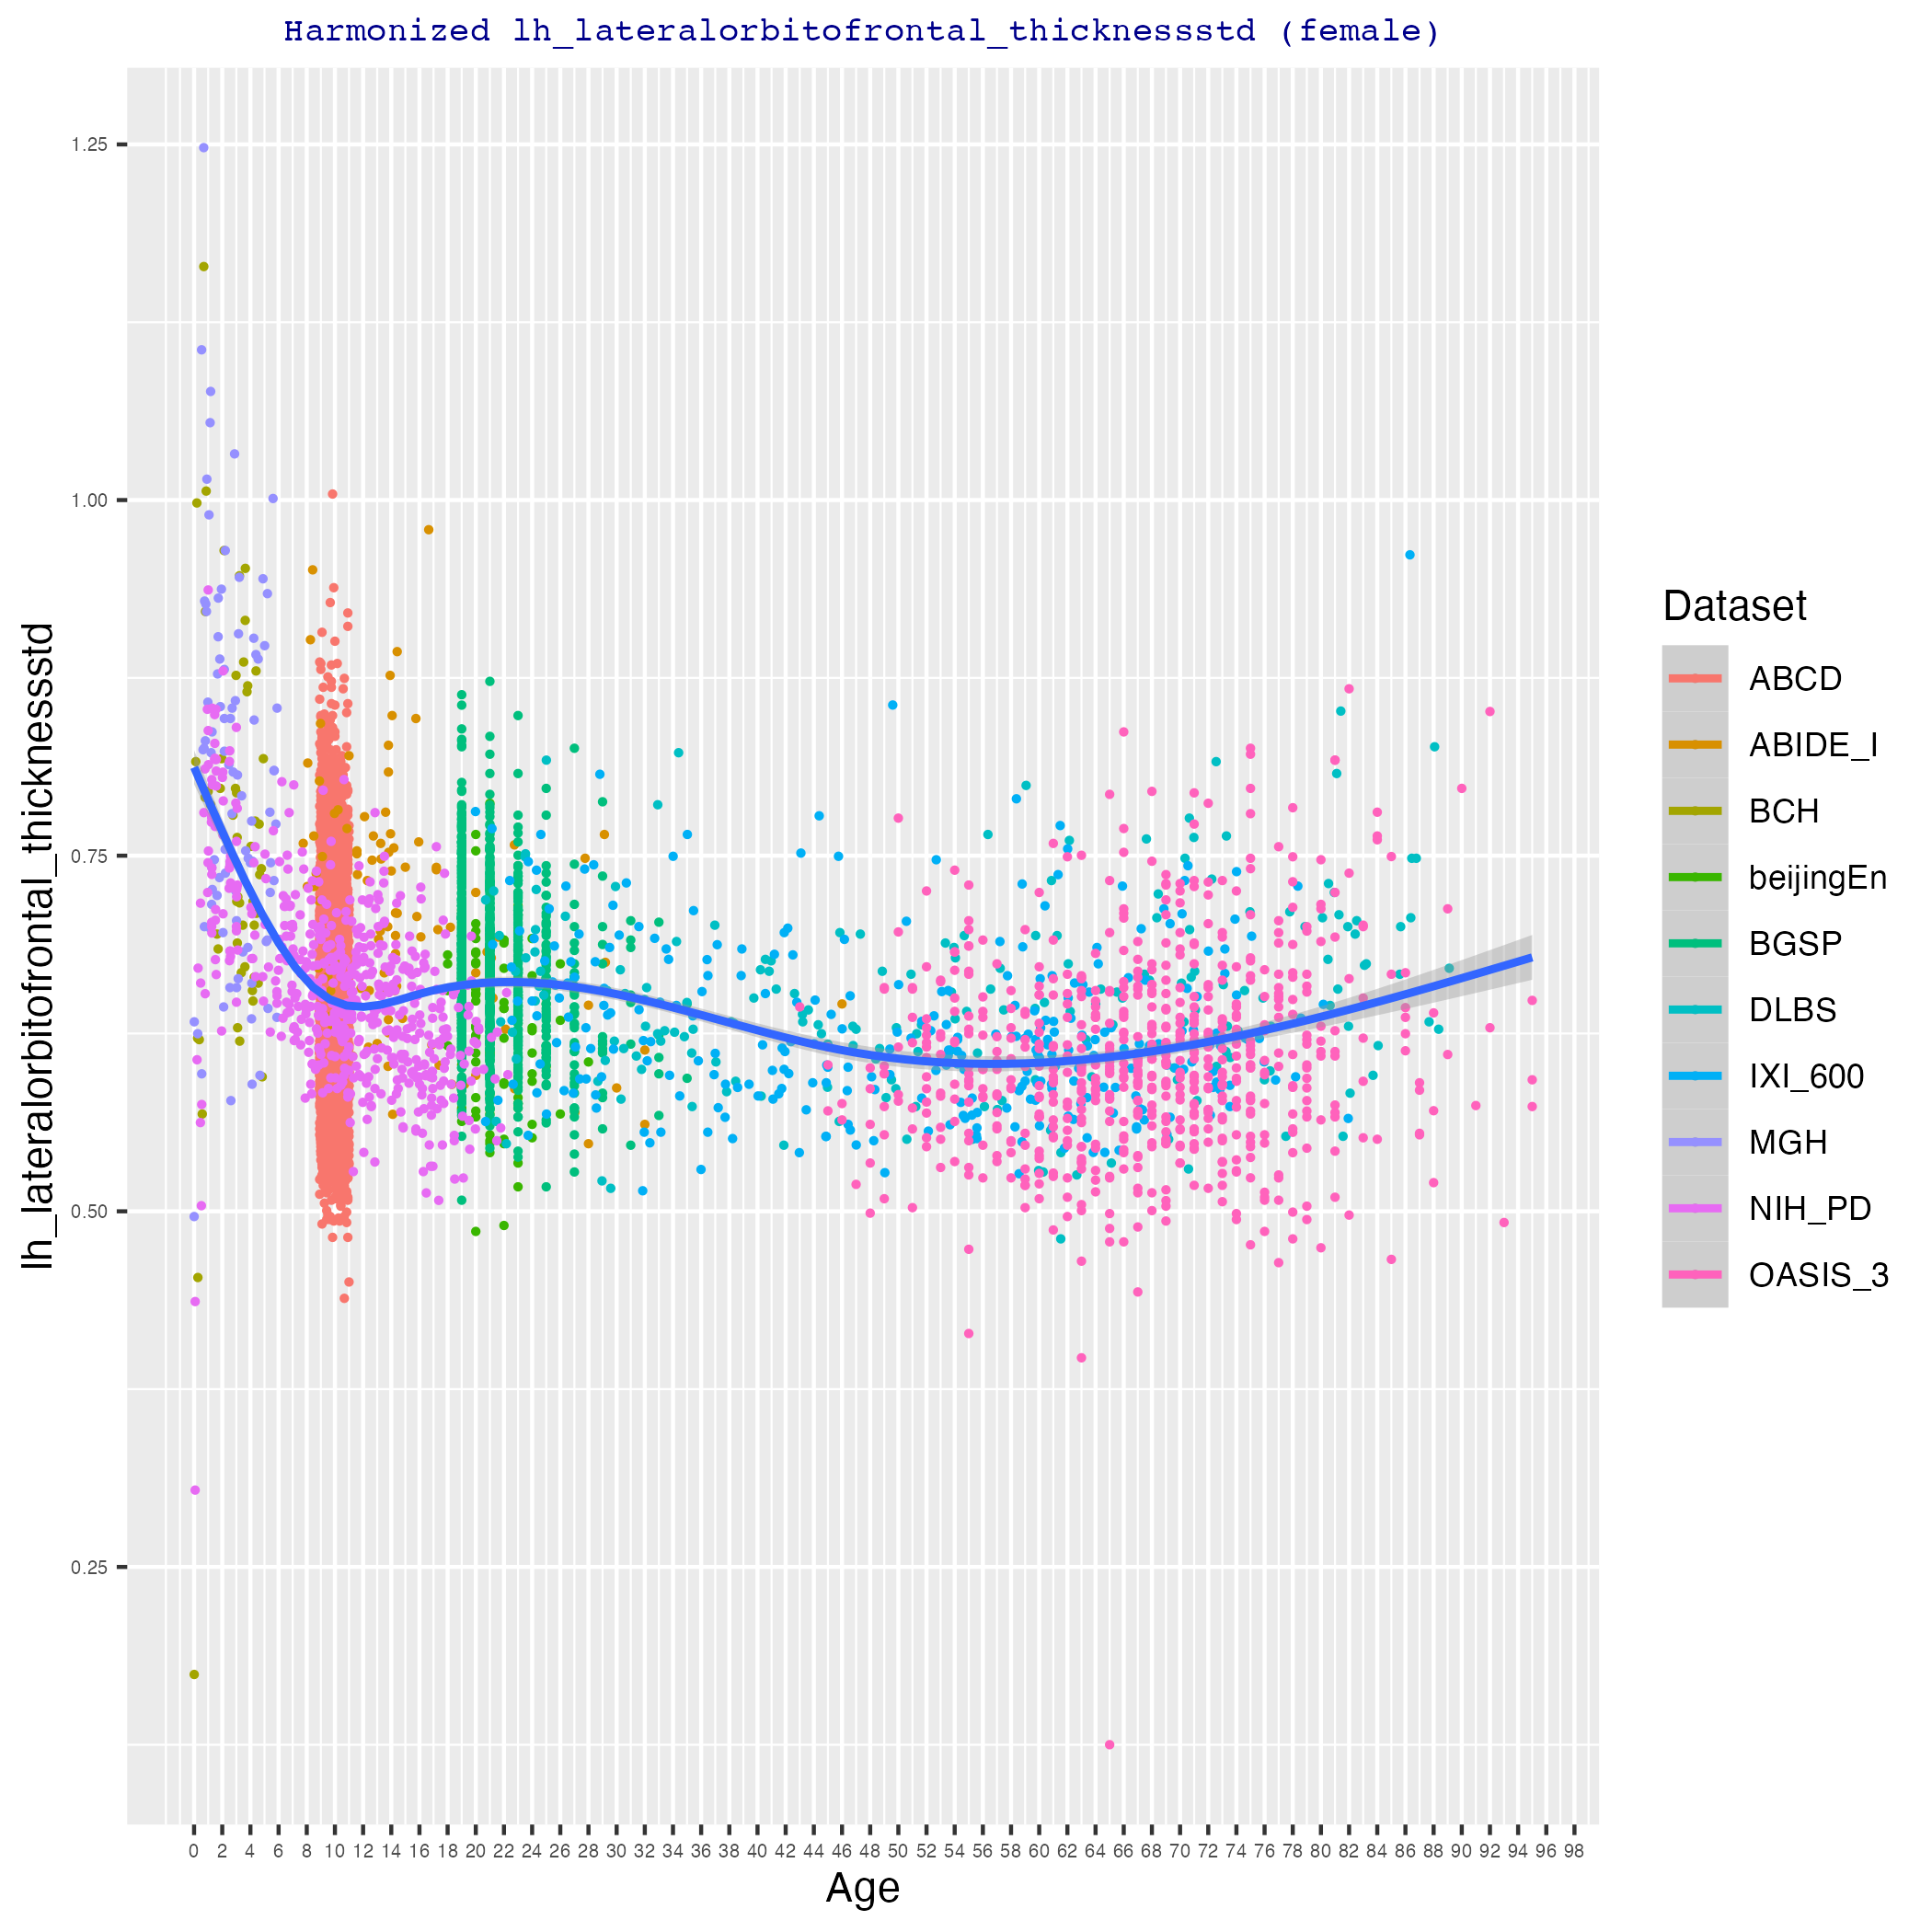 Harmonized lh_lateralorbitofrontal_thicknessstd (female)
lh_lateralorbitofrontal_thicknessstd
1.25
1.00
0.75
0.50
0.25
0 2 4 6 8 10 12 14 16 18 20 22 24 26 28 30 32 34 36 38 40 42 44 46 48 50 52 54 56 58 60 62 64 66 68 70 72 74 76 78 80 82 84 86 88 90 92 94 96 98
Age
Dataset
ABCD
ABIDE_I
BCH
beijingEn
BGSP
DLBS
IXI_600
MGH
NIH_PD
OASIS_3